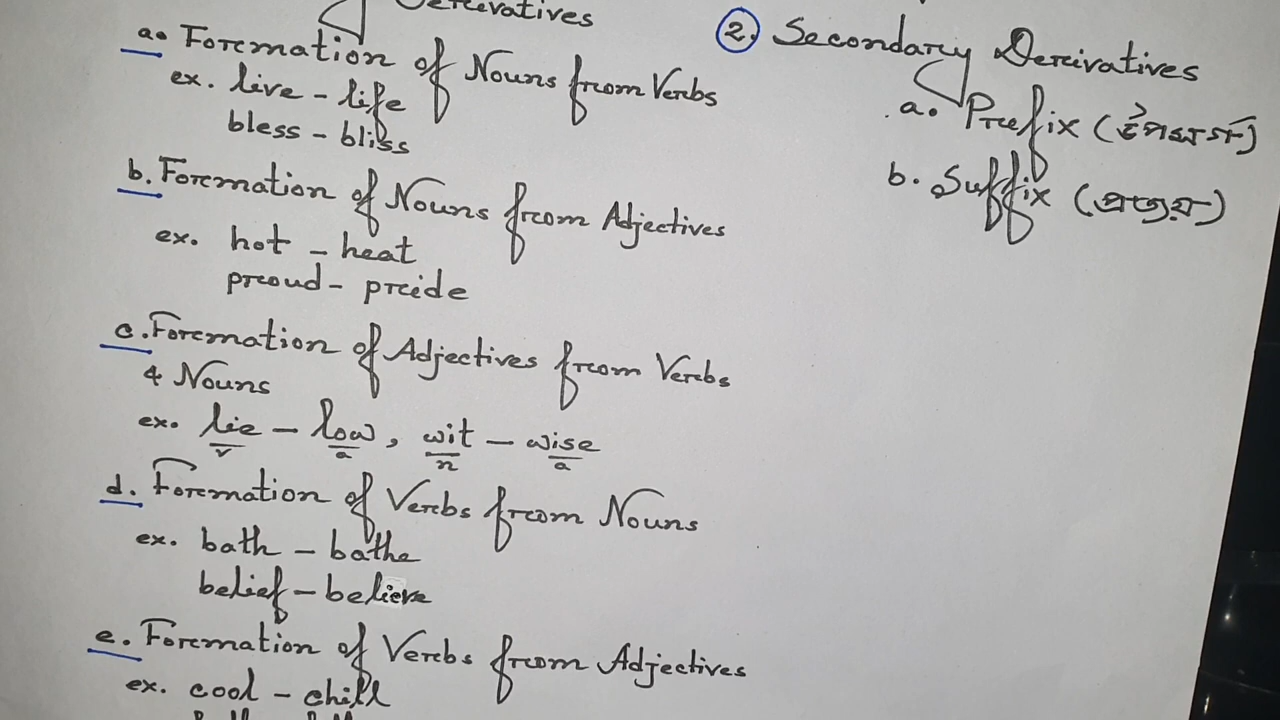 Derivatives
a. Formation of Nouns from Verbs
ex. live - life
bless - bliss
b. Formation of Nouns from Adjectives
ex. hot - heat
proud - pride
c. Formation of Adjectives from Verbs
& Nouns
ex. lie - low, wit - wise
v a n a
d. Formation of Verbs from Nouns
ex. bath - bathe
belief - believe
e. Formation of Verbs from Adjectives
ex. cool - chill
2. Secondary Derivatives
a. Prefix (উপসর্গ)
b. Suffix (প্রত্যয়)